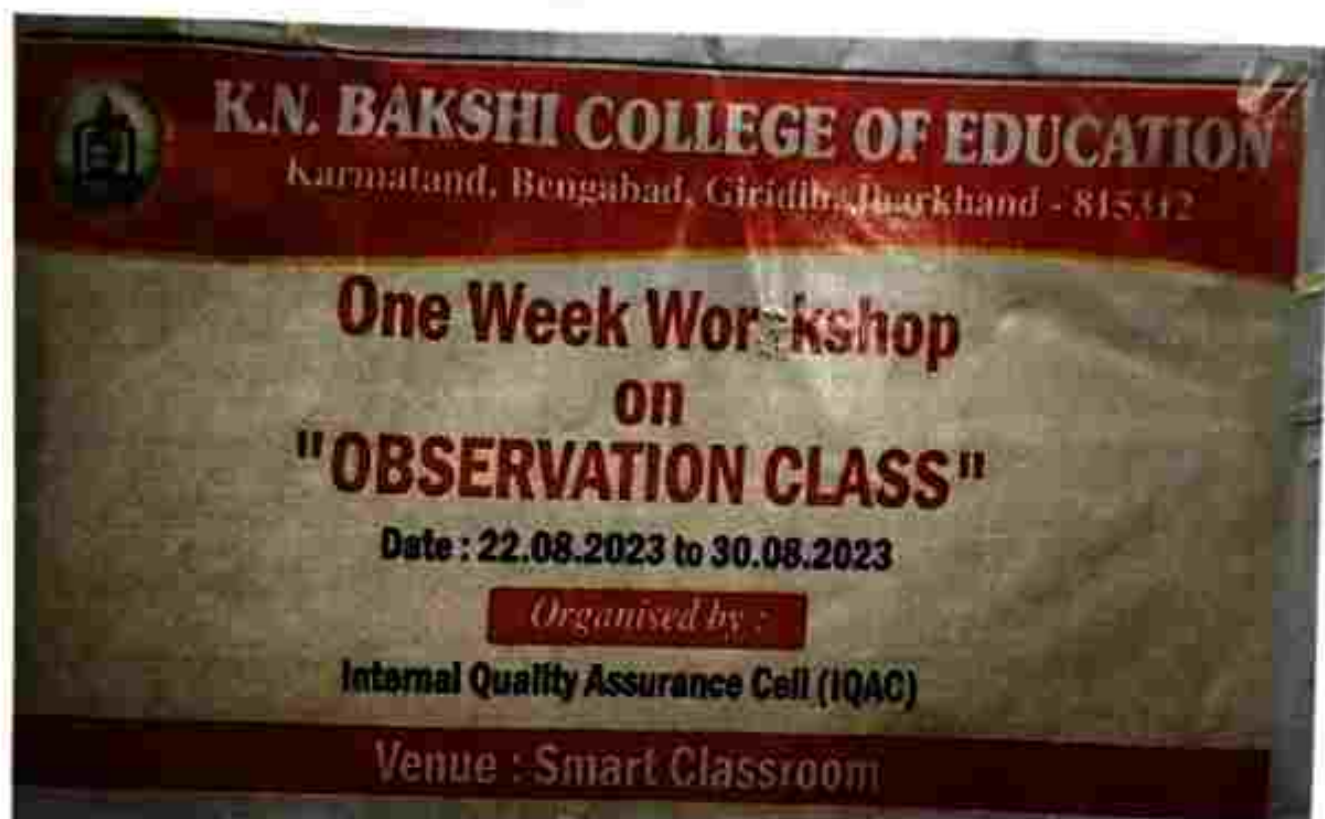 K.N. BAKSHI COLLEGE OF EDUCATION
Karmatand, Bengabad, Giridih, Jharkhand - 815312
One Week Workshop
on
"OBSERVATION CLASS"
Date : 22.08.2023 to 30.08.2023
Organised by :
Internal Quality Assurance Cell (IQAC)
Venue : Smart Classroom